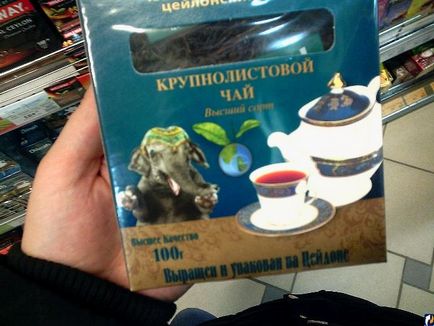 цейлонский
КРУПНОЛИСТОВОЙ
ЧАЙ
Высший сорт
Высшее Качество
100г
Выращен и упакован на Цейлоне